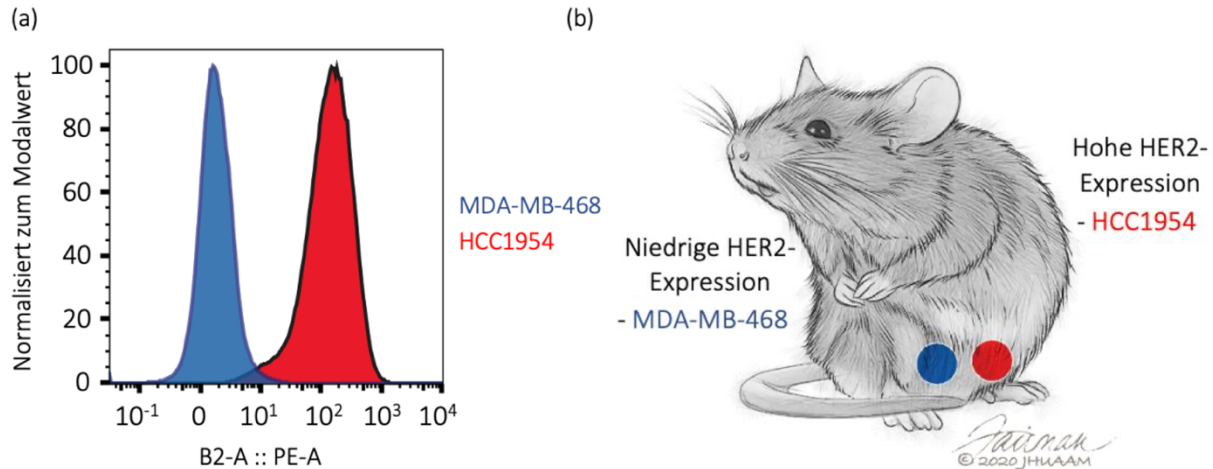 (a)
Normalisiert zum Modalwert
100
80
60
40
20
0
10-1
0
10¹
10²
10³
10⁴
B2-A :: PE-A
MDA-MB-468
HCC1954
(b)
Niedrige HER2-
Expression
- MDA-MB-468
Hohe HER2-
Expression
- HCC1954
Fairman
© 2020 JHUAAM